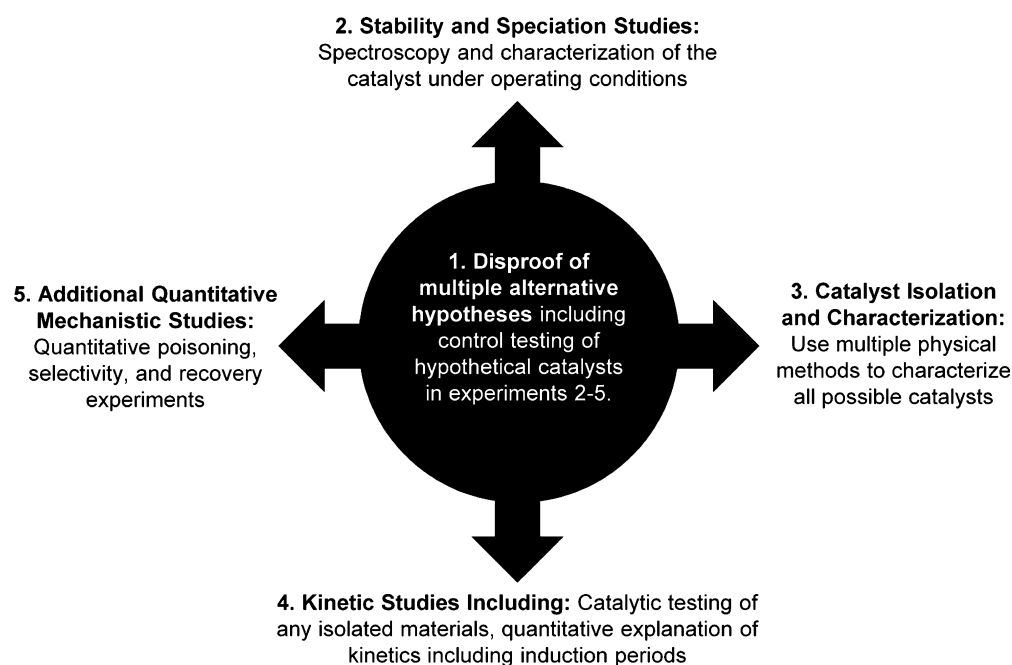 2. Stability and Speciation Studies:
Spectroscopy and characterization of the
catalyst under operating conditions
1. Disproof of
multiple alternative
hypotheses including
control testing of
hypothetical catalysts
in experiments 2-5.
5. Additional Quantitative
Mechanistic Studies:
Quantitative poisoning,
selectivity, and recovery
experiments
3. Catalyst Isolation
and Characterization:
Use multiple physical
methods to characterize
all possible catalysts
4. Kinetic Studies Including: Catalytic testing of
any isolated materials, quantitative explanation of
kinetics including induction periods